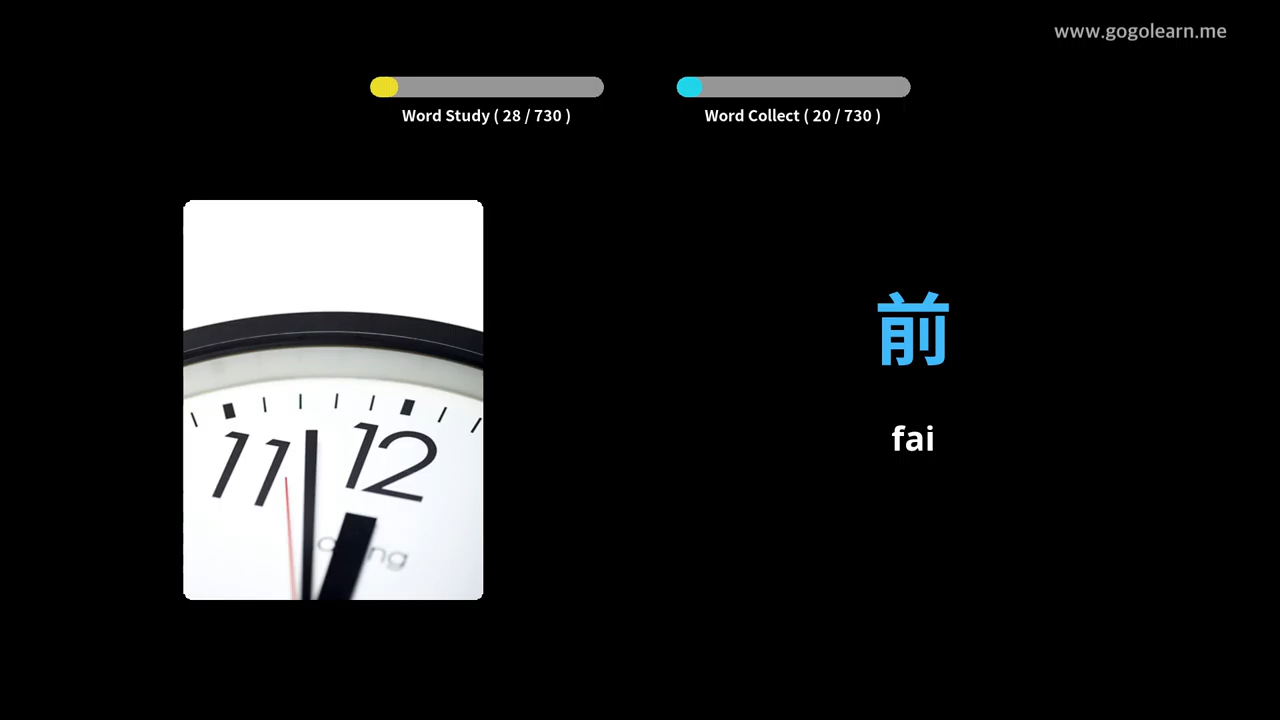 www.gogolearn.me
Word Study ( 28 / 730 )
Word Collect ( 20 / 730 )
11 12
前
fai